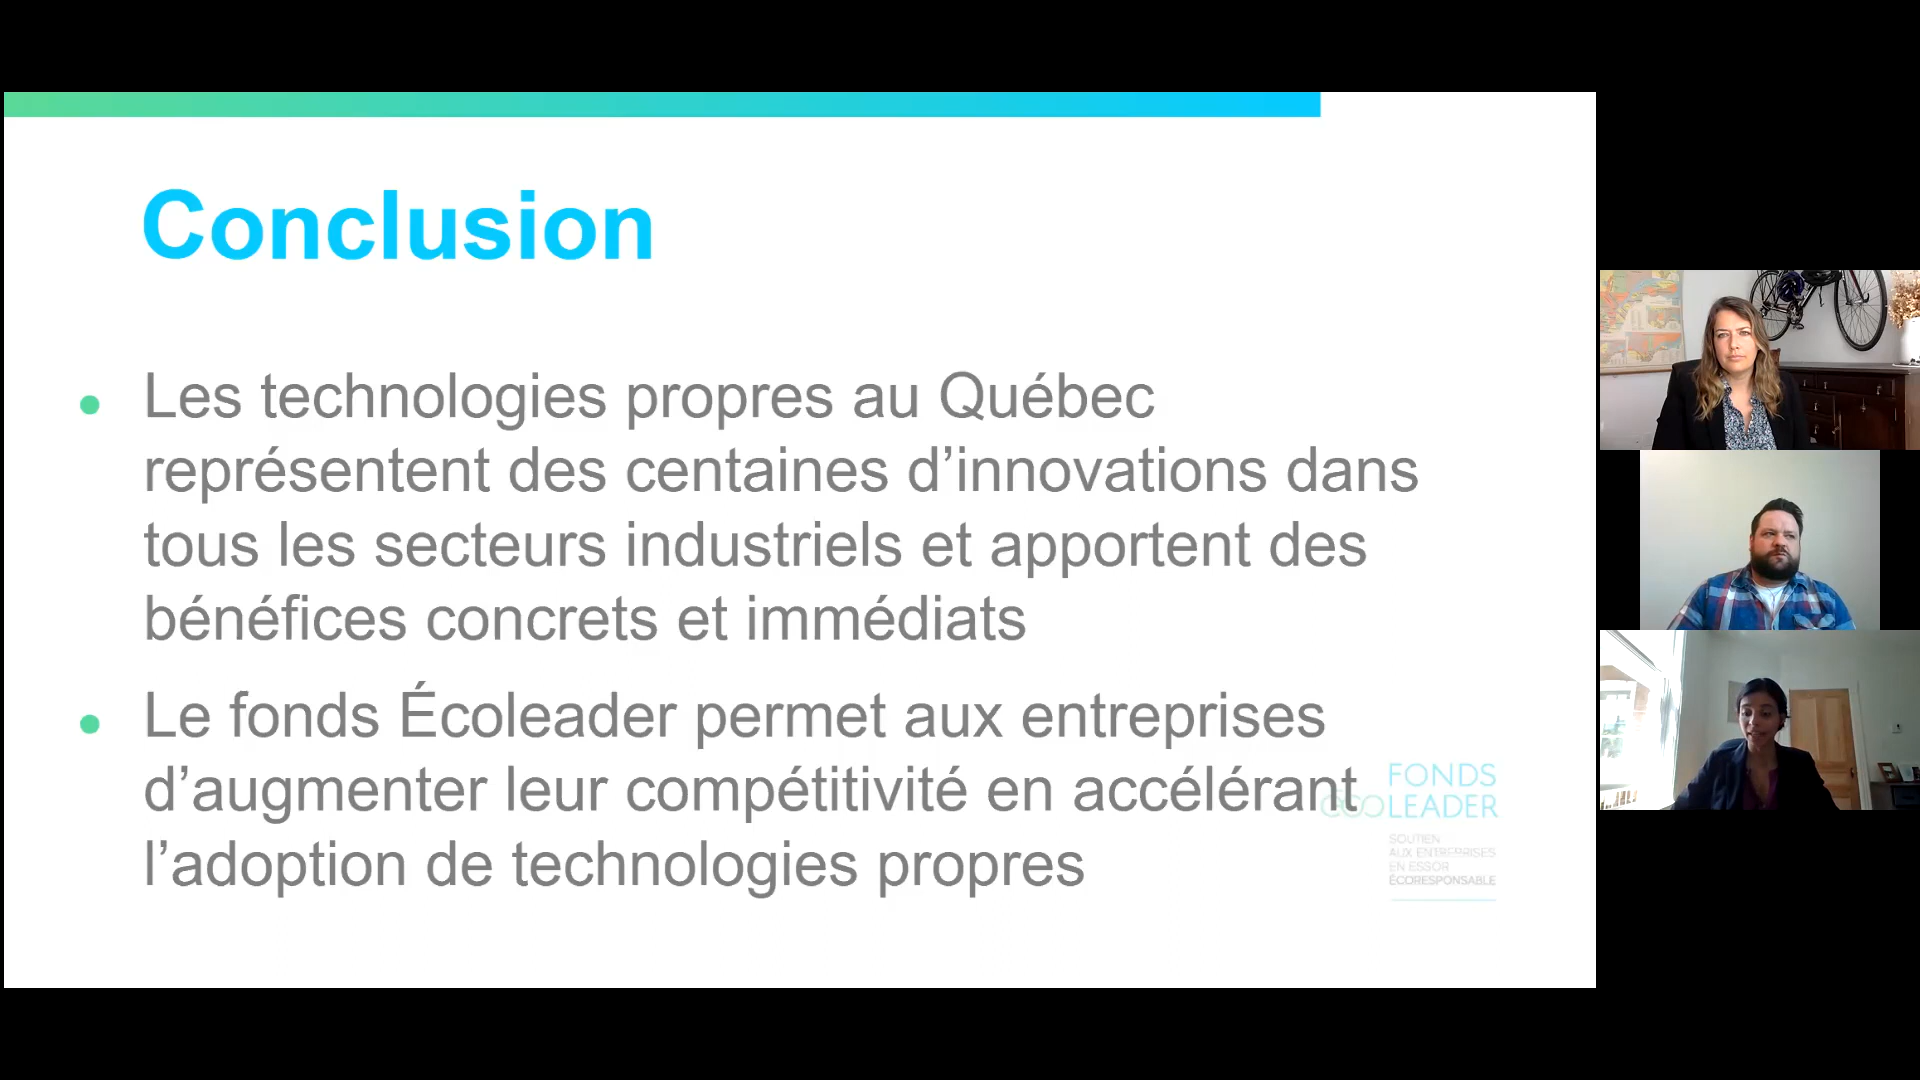 Conclusion
Les technologies propres au Québec
représentent des centaines d’innovations dans
tous les secteurs industriels et apportent des
bénéfices concrets et immédiats
Le fonds Écoleader permet aux entreprises
d’augmenter leur compétitivité en accélérant
l’adoption de technologies propres
FONDS
écoLEADER
SOUTIEN
AUX ENTREPRISES
EN ESSOR
ÉCORESPONSABLE